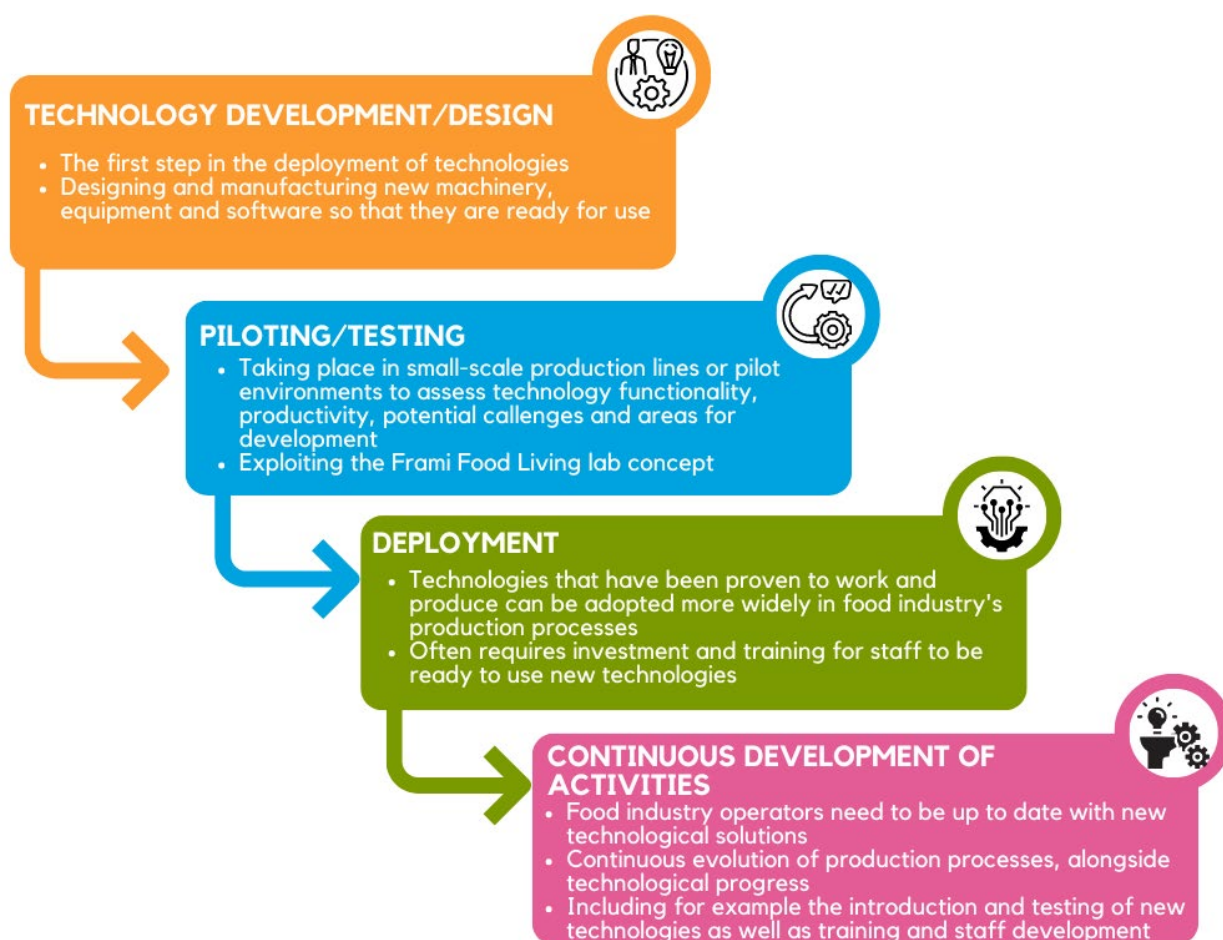 TECHNOLOGY DEVELOPMENT/DESIGN
• The first step in the deployment of technologies
• Designing and manufacturing new machinery,
equipment and software so that they are ready for use
PILOTING/TESTING
• Taking place in small-scale production lines or pilot
environments to assess technology functionality,
productivity, potential callenges and areas for
development
• Exploiting the Frami Food Living lab concept
DEPLOYMENT
• Technologies that have been proven to work and
produce can be adopted more widely in food industry's
production processes
• Often requires investment and training for staff to be
ready to use new technologies
CONTINUOUS DEVELOPMENT OF
ACTIVITIES
• Food industry operators need to be up to date with new
technological solutions
• Continuous evolution of production processes, alongside
technological progress
• Including for example the introduction and testing of new
technologies as well as training and staff development